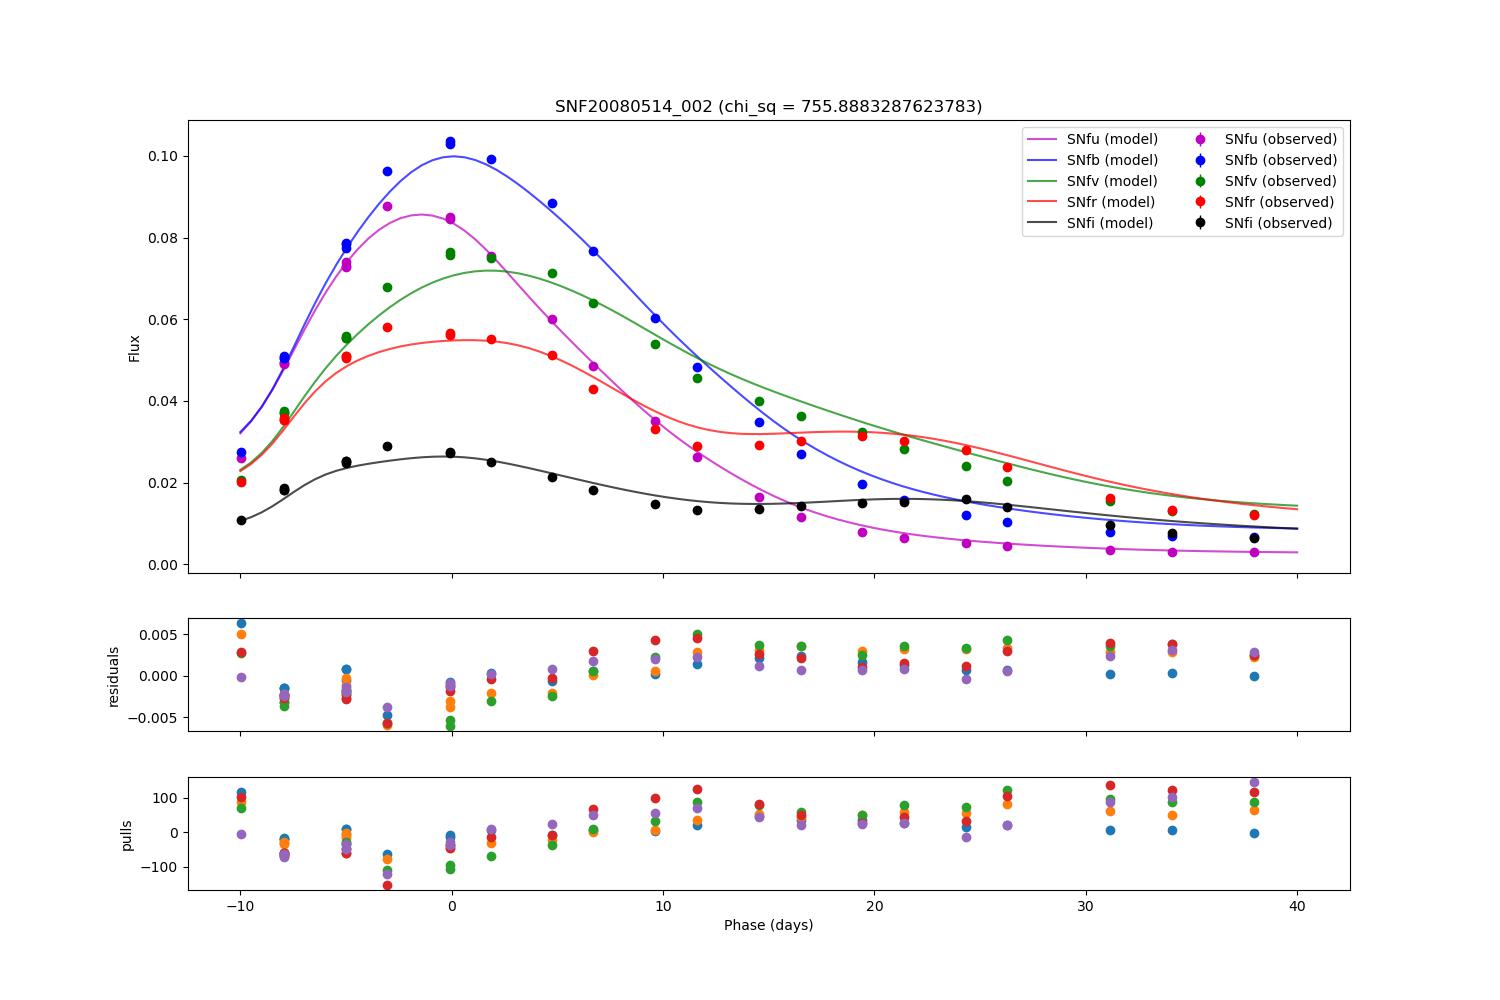 SNF20080514_002 (chi_sq = 755.8883287623783)
SNfu (model) SNfu (observed)
SNfb (model) SNfb (observed)
SNfv (model) SNfv (observed)
SNfr (model) SNfr (observed)
SNfi (model) SNfi (observed)
Flux
0.10
0.08
0.06
0.04
0.02
0.00
residuals
0.005
0.000
−0.005
pulls
100
0
−100
−10 0 10 20 30 40
Phase (days)